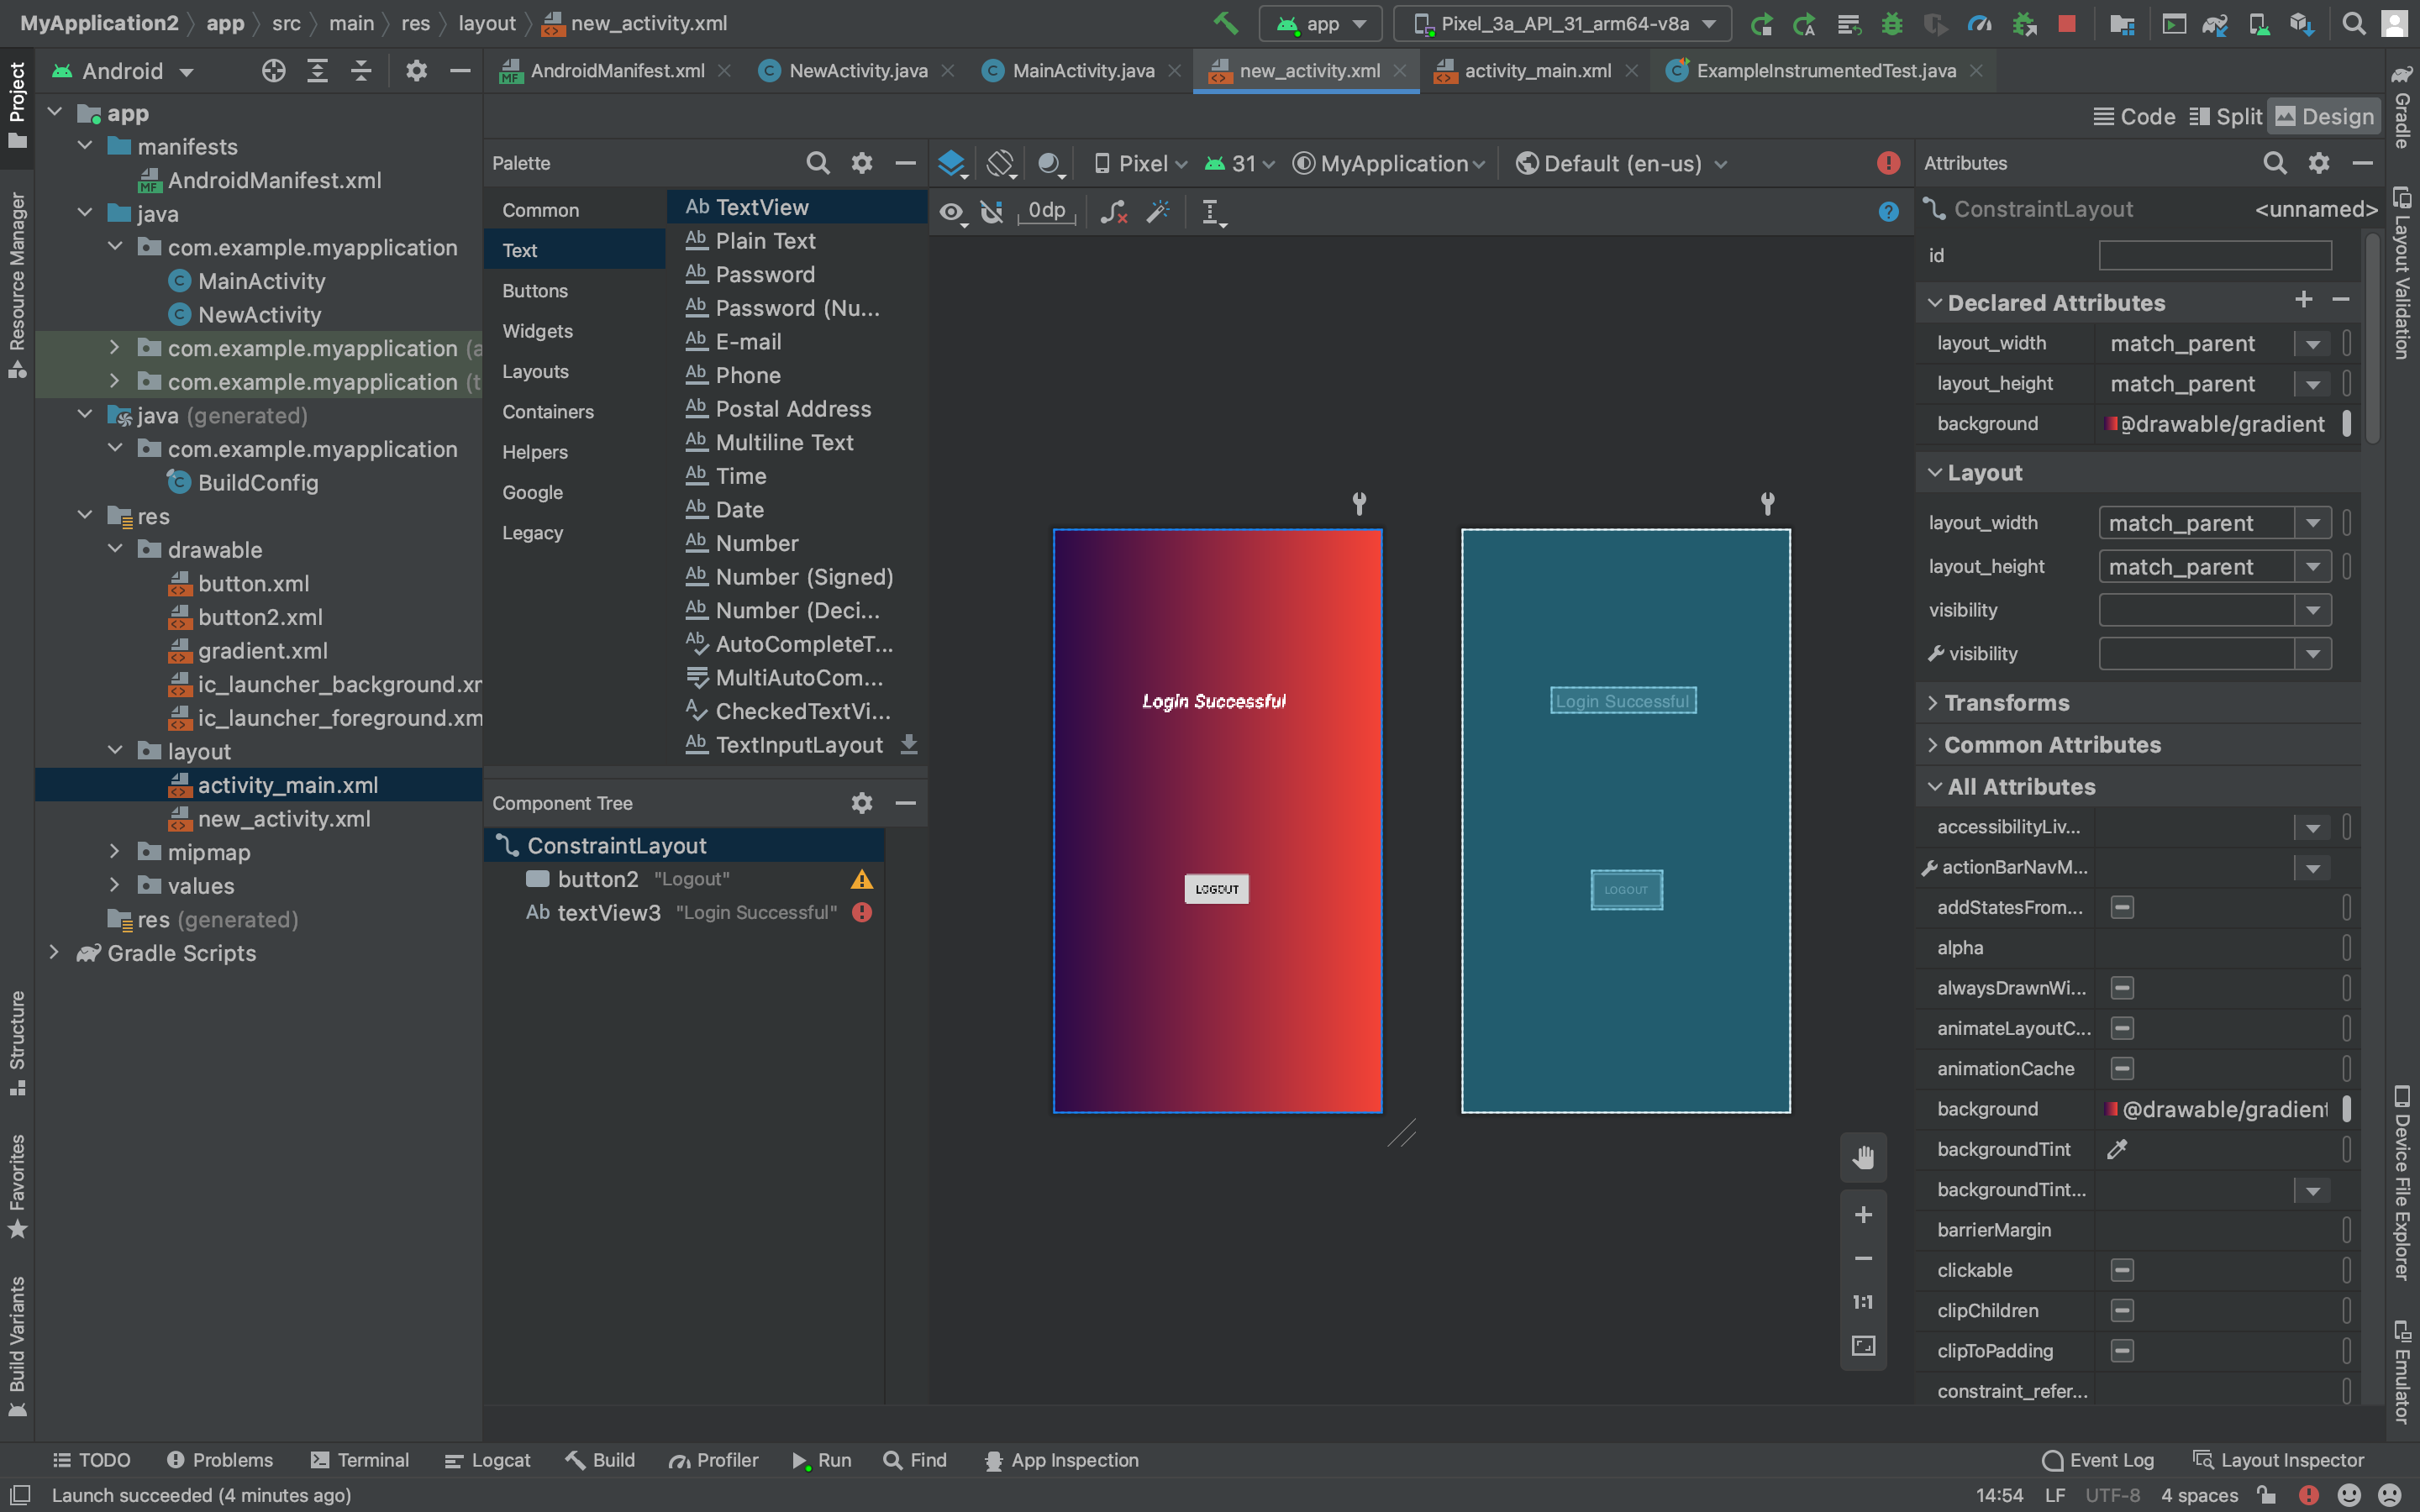 MyApplication2 app src main res layout new_activity.xml
app
Pixel_3a_API_31_arm64-v8a
Project
Resource Manager
Structure
Favorites
Build Variants
Android
AndroidManifest.xml
NewActivity.java
MainActivity.java
new_activity.xml
activity_main.xml
ExampleInstrumentedTest.java
Code
Split
Design
app
manifests
AndroidManifest.xml
java
com.example.myapplication
MainActivity
NewActivity
com.example.myapplication (a
com.example.myapplication (t
java (generated)
com.example.myapplication
BuildConfig
res
drawable
button.xml
button2.xml
gradient.xml
ic_launcher_background.xm
ic_launcher_foreground.xm
layout
activity_main.xml
new_activity.xml
mipmap
values
res (generated)
Gradle Scripts
Palette
Common
Text
Buttons
Widgets
Layouts
Containers
Helpers
Google
Legacy
Ab TextView
Ab Plain Text
Ab Password
Ab Password (Nu...
Ab E-mail
Ab Phone
Ab Postal Address
Ab Multiline Text
Ab Time
Ab Date
Ab Number
Ab Number (Signed)
Ab Number (Deci...
Ab AutoCompleteT...
MultiAutoCom...
A CheckedTextVi...
Ab TextInputLayout
Component Tree
ConstraintLayout
button2 "Logout"
Ab textView3 "Login Successful"
Pixel
31
MyApplication
Default (en-us)
0dp
Login Successful
LOGOUT
Login Successful
LOGOUT
1:1
Attributes
ConstraintLayout <unnamed>
id
Declared Attributes
layout_width match_parent
layout_height match_parent
background @drawable/gradient
Layout
layout_width match_parent
layout_height match_parent
visibility
visibility
Transforms
Common Attributes
All Attributes
accessibilityLiv...
actionBarNavM...
addStatesFrom...
alpha
alwaysDrawnWi...
animateLayoutC...
animationCache
background @drawable/gradient
backgroundTint
backgroundTint...
barrierMargin
clickable
clipChildren
clipToPadding
constraint_refer...
Gradle
Layout Validation
Device File Explorer
Emulator
TODO
Problems
Terminal
Logcat
Build
Profiler
Run
Find
App Inspection
Event Log
Layout Inspector
Launch succeeded (4 minutes ago)
14:54 LF UTF-8 4 spaces